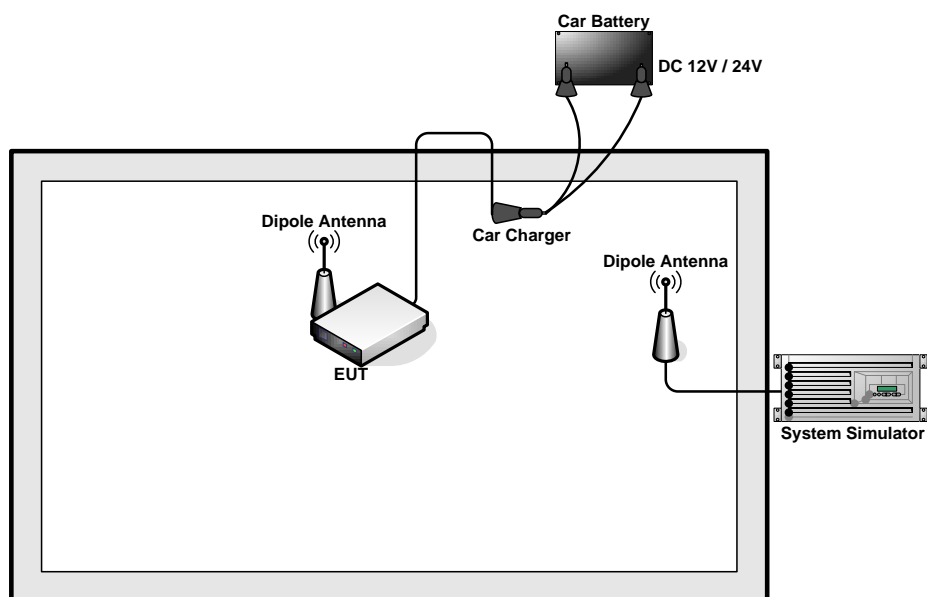 Car Battery
DC 12V / 24V
Dipole Antenna
Car Charger
Dipole Antenna
EUT
System Simulator